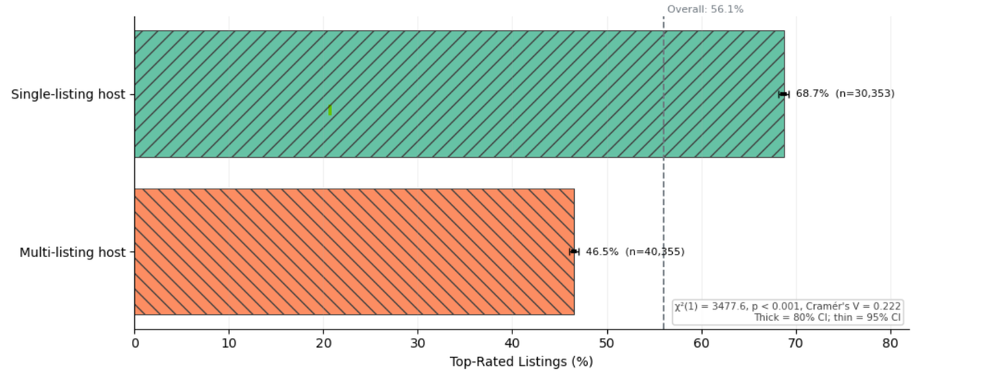 Overall: 56.1%
Single-listing host
68.7% (n=30,353)
Multi-listing host
46.5% (n=40,355)
χ²(1) = 3477.6, p < 0.001, Cramér's V = 0.222
Thick = 80% CI; thin = 95% CI
0 10 20 30 40 50 60 70 80
Top-Rated Listings (%)